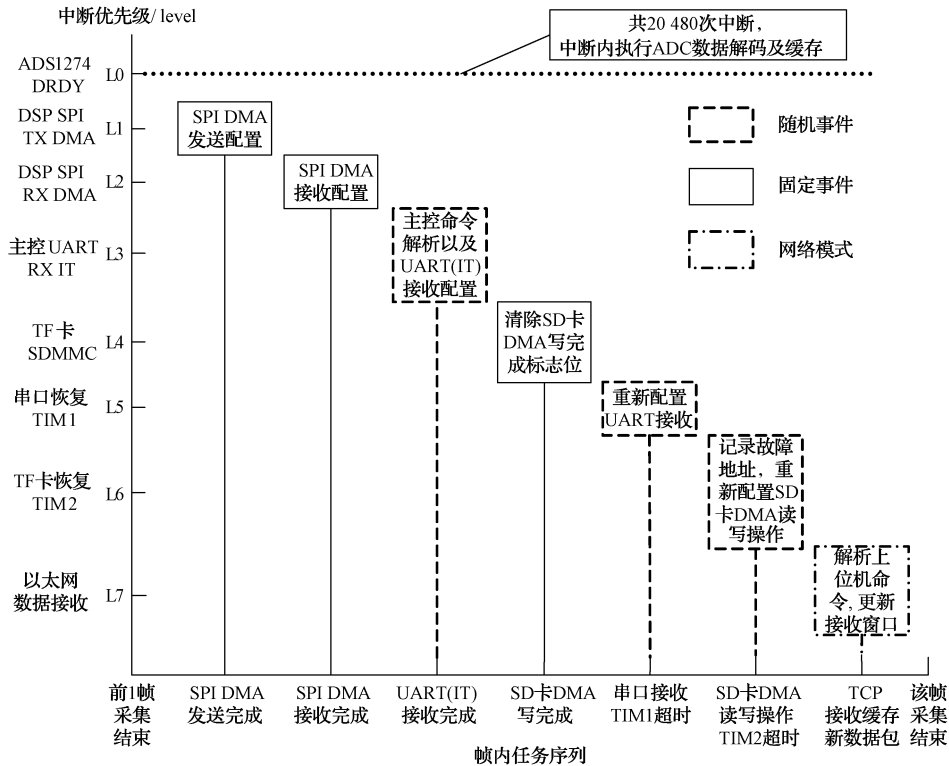 中断优先级/ level
共20 480次中断，
中断内执行ADC数据解码及缓存
ADS1274
DRDY
L0
DSP SPI
TX DMA
L1
SPI DMA
发送配置
随机事件
DSP SPI
RX DMA
L2
SPI DMA
接收配置
固定事件
主控UART
RX IT
L3
主控命令
解析以及
UART(IT)
接收配置
网络模式
TF卡
SDMMC
L4
清除SD卡
DMA写完
成标志位
串口恢复
TIM1
L5
重新配置
UART接收
TF卡恢复
TIM2
L6
记录故障
地址，重
新配置SD
卡DMA读
写操作
以太网
数据接收
L7
解析上
位机命
令, 更新
接收窗口
前1帧
采集
结束
SPI DMA
发送完成
SPI DMA
接收完成
UART(IT)
接收完成
SD卡DMA
写完成
串口接收
TIM1超时
SD卡DMA
读写操作
TIM2超时
TCP
接收缓存
新数据包
该帧
采集
结束
帧内任务序列